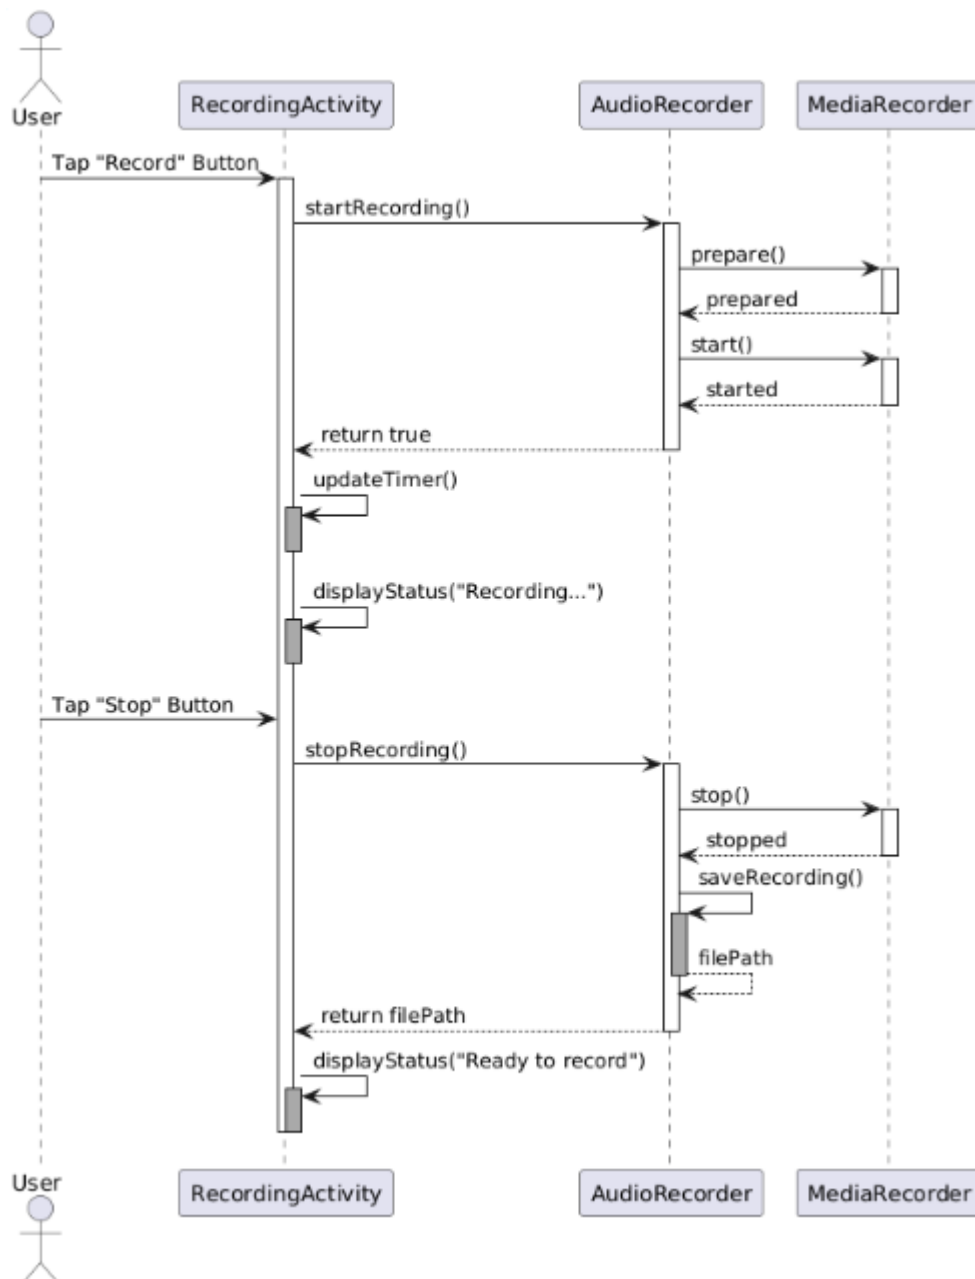 User
RecordingActivity
AudioRecorder
MediaRecorder
Tap "Record" Button
startRecording()
prepare()
prepared
start()
started
return true
updateTimer()
displayStatus("Recording...")
Tap "Stop" Button
stopRecording()
stop()
stopped
saveRecording()
filePath
return filePath
displayStatus("Ready to record")
User
RecordingActivity
AudioRecorder
MediaRecorder